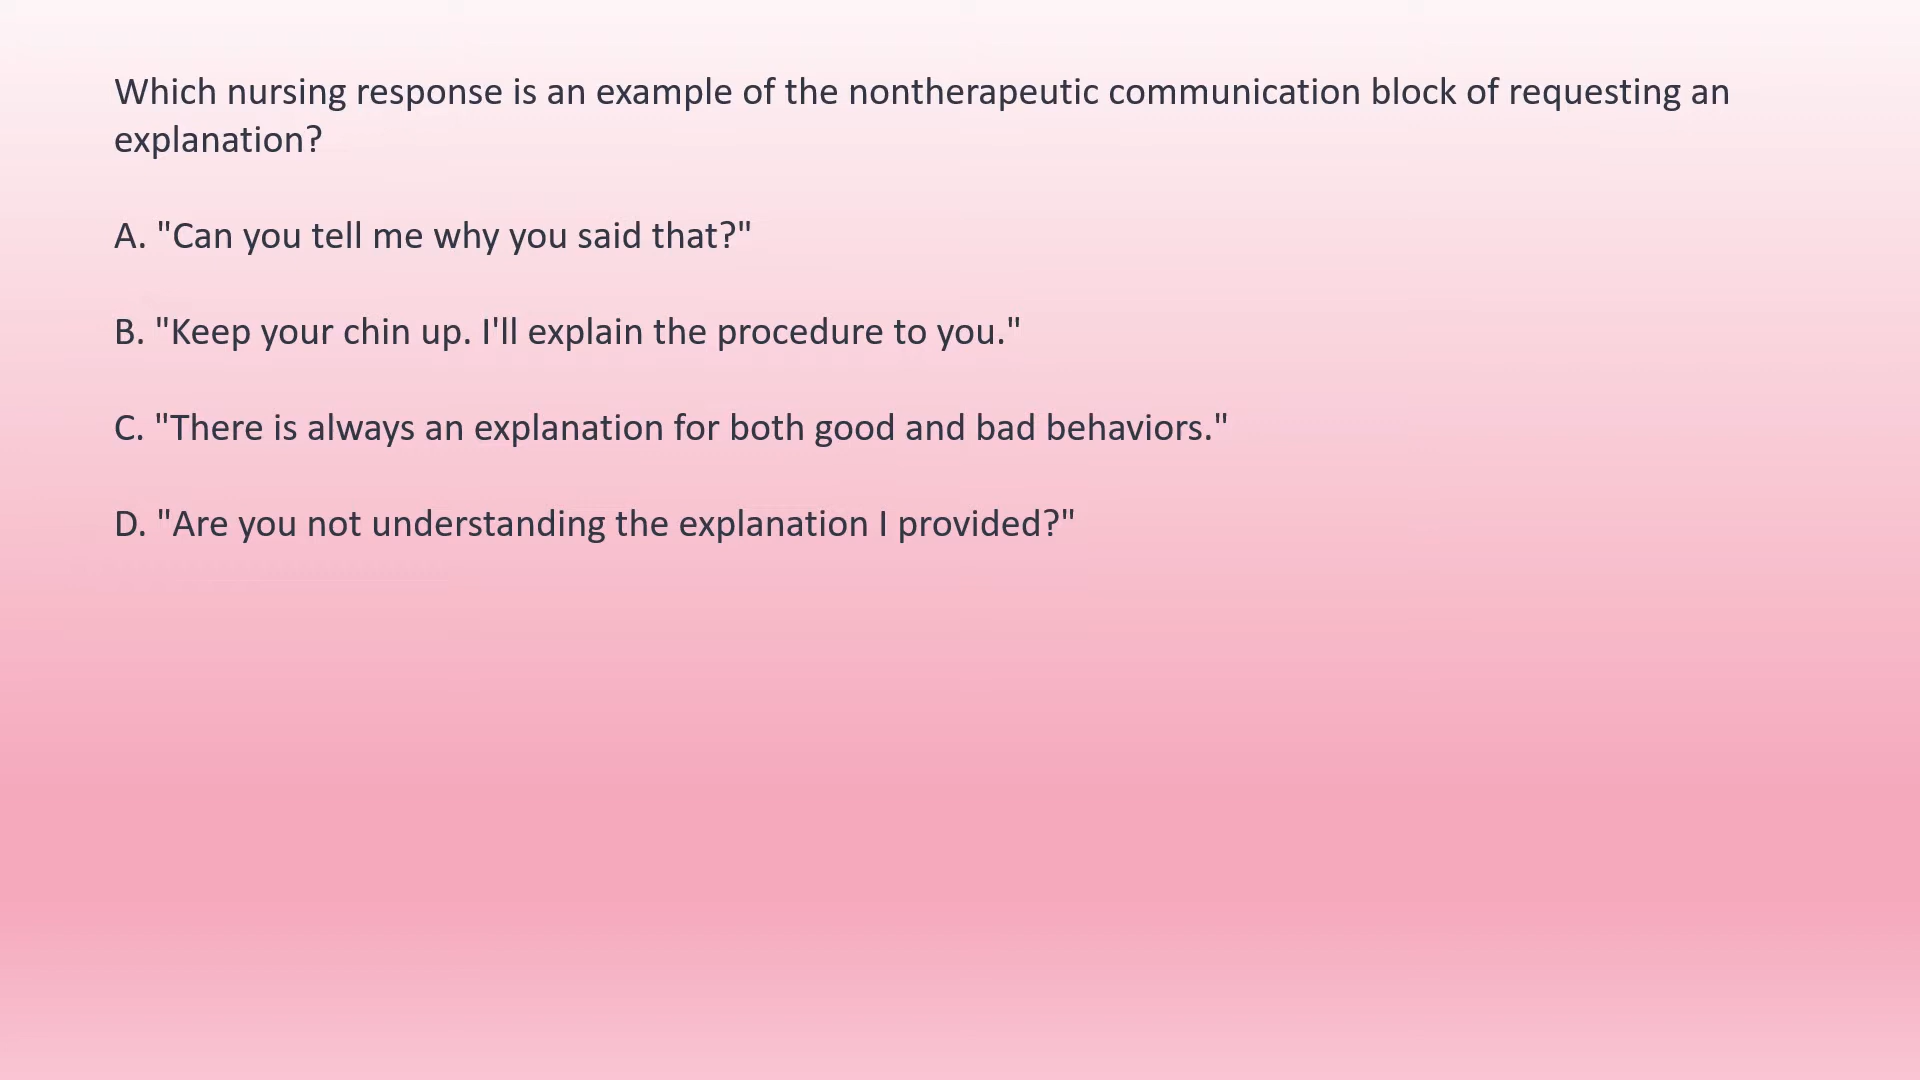 Which nursing response is an example of the nontherapeutic communication block of requesting an
explanation?
A. "Can you tell me why you said that?"
B. "Keep your chin up. I'll explain the procedure to you."
C. "There is always an explanation for both good and bad behaviors."
D. "Are you not understanding the explanation I provided?"